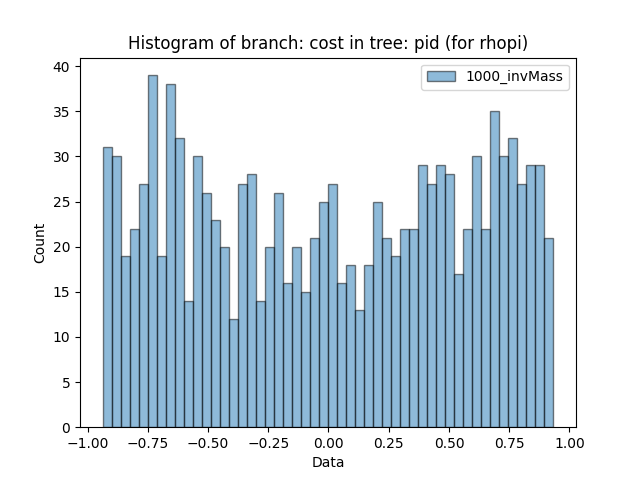 Histogram of branch: cost in tree: pid (for rhopi)
1000_invMass
Count
40
35
30
25
20
15
10
5
0
−1.00 −0.75 −0.50 −0.25 0.00 0.25 0.50 0.75 1.00
Data